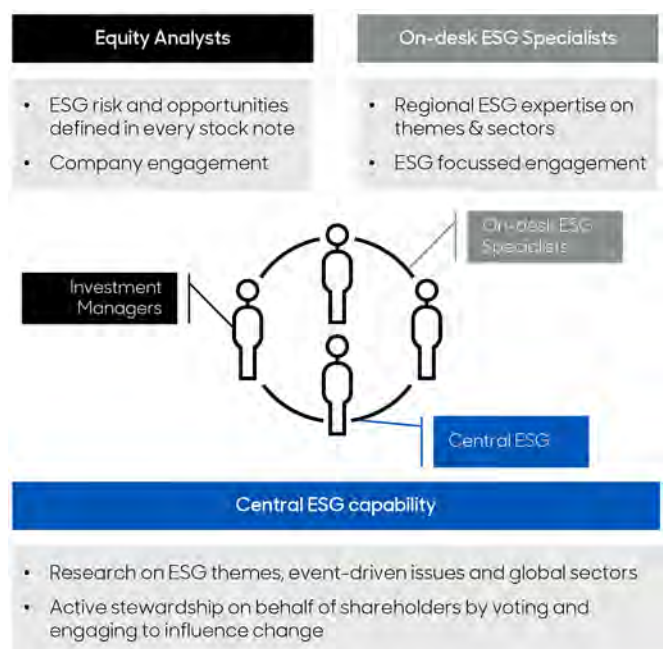 Equity Analysts
On-desk ESG Specialists
• ESG risk and opportunities
defined in every stock note
• Company engagement
• Regional ESG expertise on
themes & sectors
• ESG focussed engagement
On-desk ESG
Specialists
Investment
Managers
Central ESG
Central ESG capability
• Research on ESG themes, event-driven issues and global sectors
• Active stewardship on behalf of shareholders by voting and
engaging to influence change